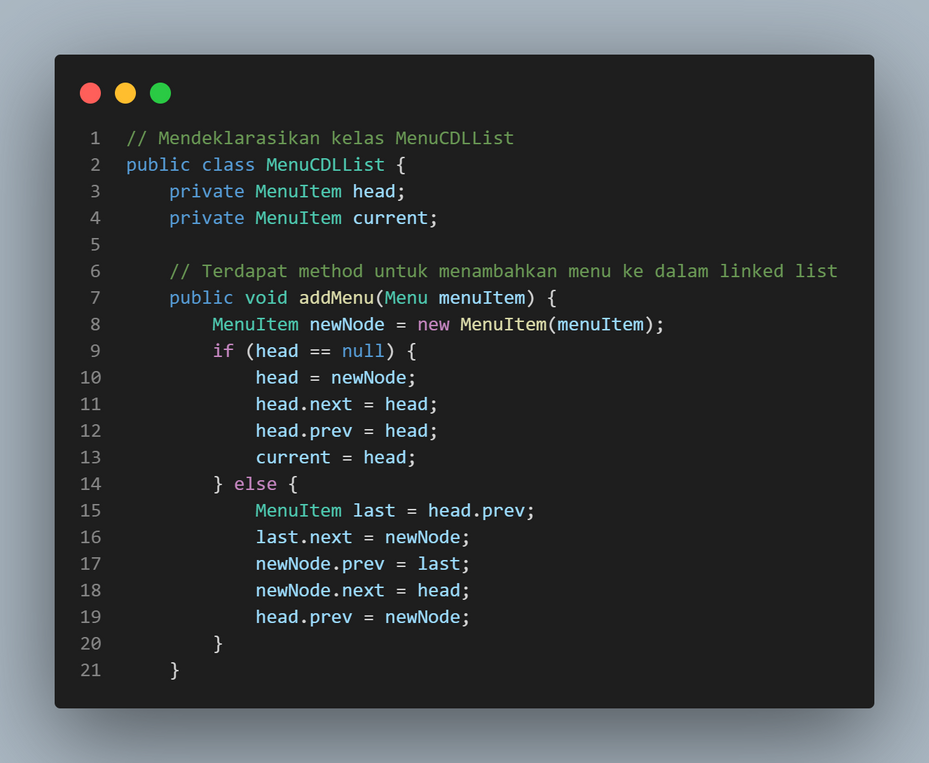 1 // Mendeklarasikan kelas MenuCDLList
2 public class MenuCDLList {
3     private MenuItem head;
4     private MenuItem current;
5
6     // Terdapat method untuk menambahkan menu ke dalam linked list
7     public void addMenu(Menu menuItem) {
8         MenuItem newNode = new MenuItem(menuItem);
9         if (head == null) {
10             head = newNode;
11             head.next = head;
12             head.prev = head;
13             current = head;
14         } else {
15             MenuItem last = head.prev;
16             last.next = newNode;
17             newNode.prev = last;
18             newNode.next = head;
19             head.prev = newNode;
20         }
21     }